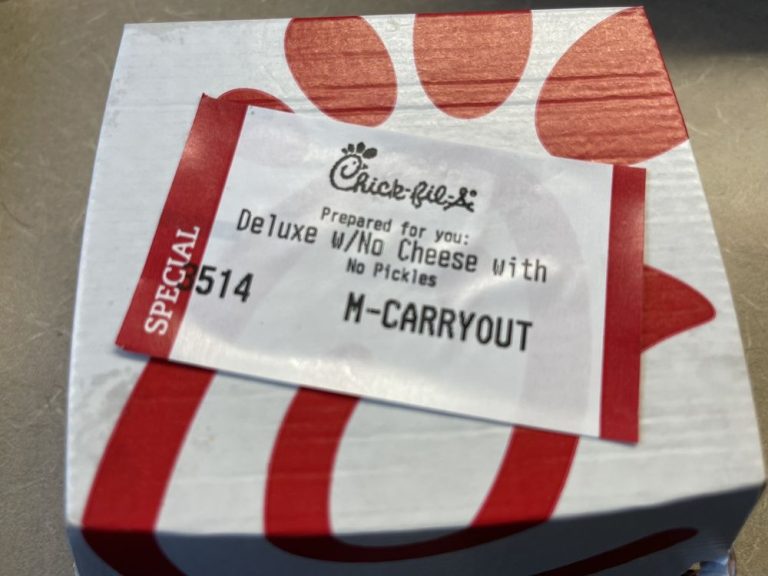 Chick-fil-A
Prepared for you:
Deluxe w/No Cheese with
No Pickles
SPECIAL
3514
M-CARRYOUT